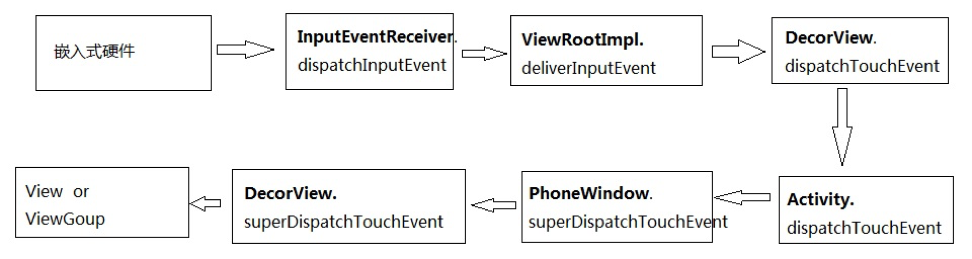 嵌入式硬件
InputEventReceiver.
dispatchInputEvent
ViewRootImpl.
deliverInputEvent
DecorView.
dispatchTouchEvent
Activity.
dispatchTouchEvent
PhoneWindow.
superDispatchTouchEvent
DecorView.
superDispatchTouchEvent
View or
ViewGoup